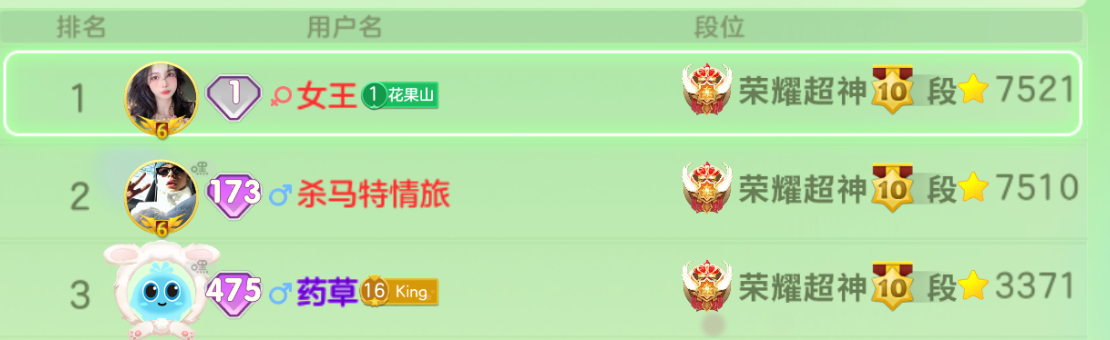 排名 用户名 段位
1 6 1 女王 1 花果山 荣耀超神 10 段 7521
2 6 嘿 173 杀马特情旅 荣耀超神 10 段 7510
3 嘿 475 药草 16 King 荣耀超神 10 段 3371